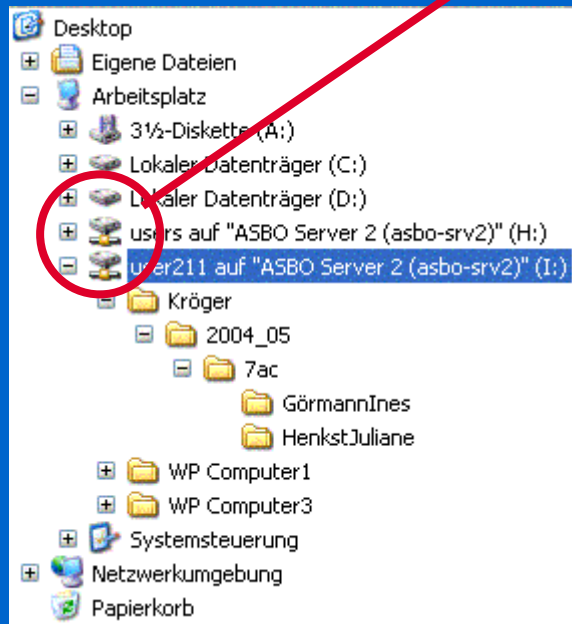 Desktop
Eigene Dateien
Arbeitsplatz
3½-Diskette (A:)
Lokaler Datenträger (C:)
Lokaler Datenträger (D:)
users auf "ASBO Server 2 (asbo-srv2)" (H:)
user211 auf "ASBO Server 2 (asbo-srv2)" (I:)
Kröger
2004_05
7ac
GörmannInes
HenkstJuliane
WP Computer1
WP Computer3
Systemsteuerung
Netzwerkumgebung
Papierkorb